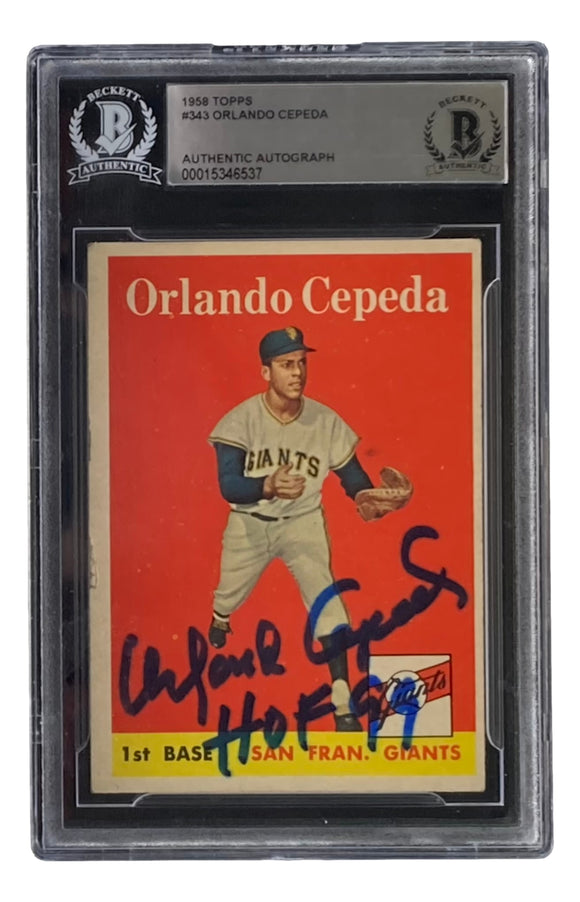 BECKETT
B
AUTHENTIC
1958 TOPPS
#343 ORLANDO CEPEDA
AUTHENTIC AUTOGRAPH
00015346537
BECKETT
B
AUTHENTIC
Orlando Cepeda
GIANTS
Orlando Cepeda
HOF 99
Giants
1st BASE SAN FRAN. GIANTS